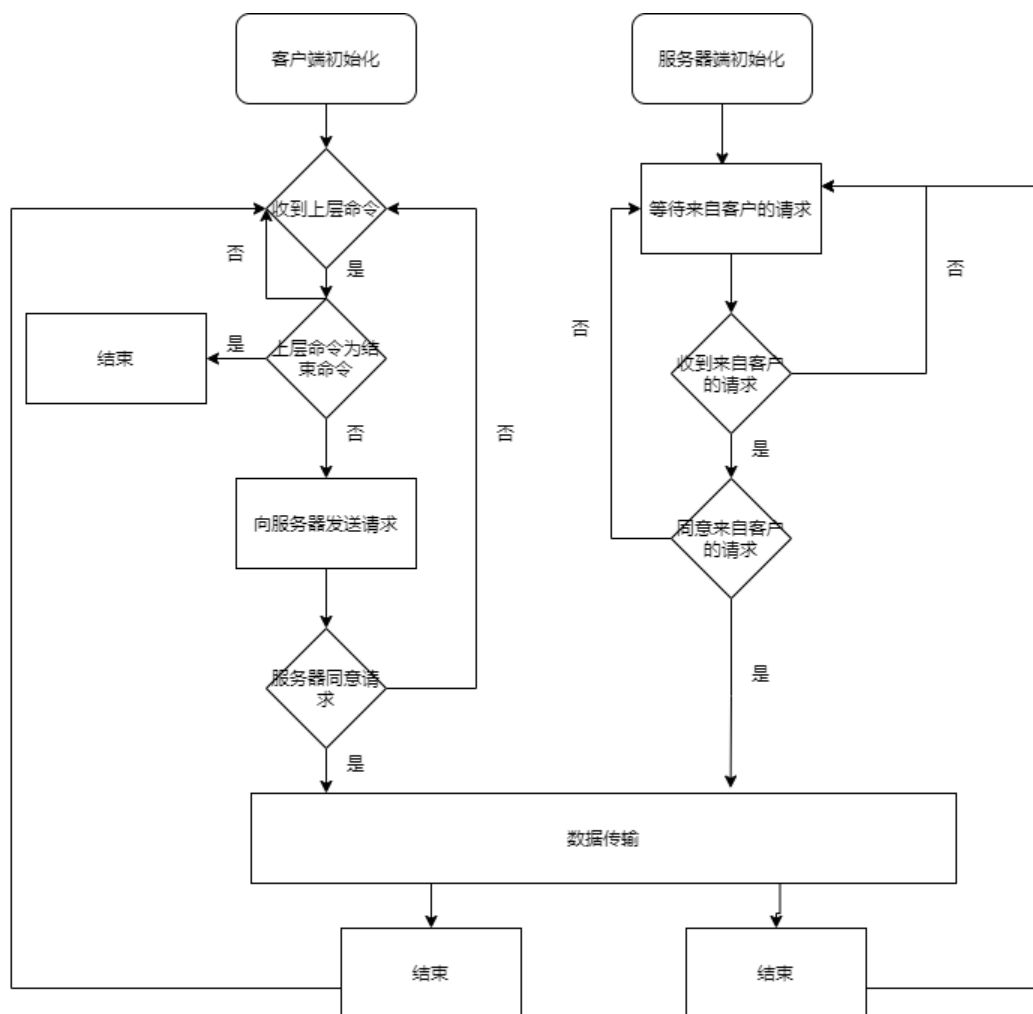 客户端初始化
服务器端初始化
收到上层命令
等待来自客户的请求
否
是
否
否
上层命令为结
束命令
是
结束
收到来自客户
的请求
否
否
是
向服务器发送请求
同意来自客户
的请求
服务器同意请
求
是
是
数据传输
结束
结束